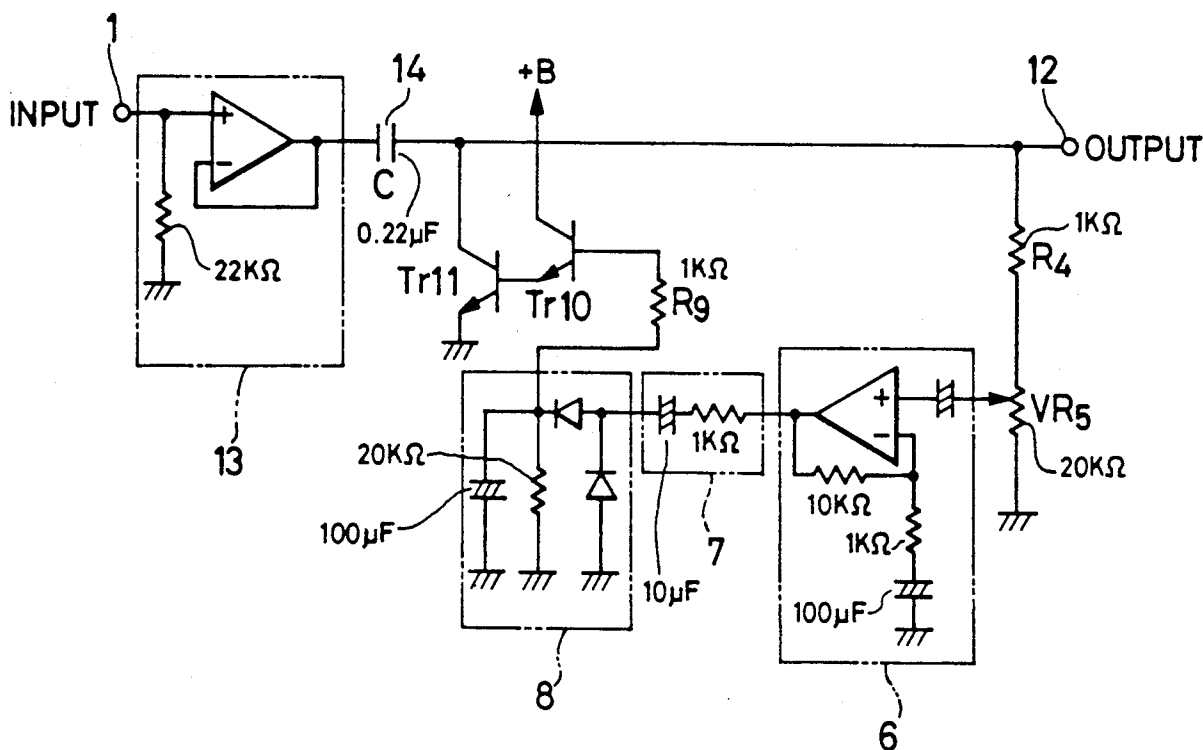 1
INPUT
+
-
22KΩ
13
14
C
0.22µF
+B
12
OUTPUT
Tr11
Tr10
1KΩ
R9
1KΩ
R4
20KΩ
100µF
8
1KΩ
10µF
7
+
-
10KΩ
1KΩ
100µF
6
VR5
20KΩ